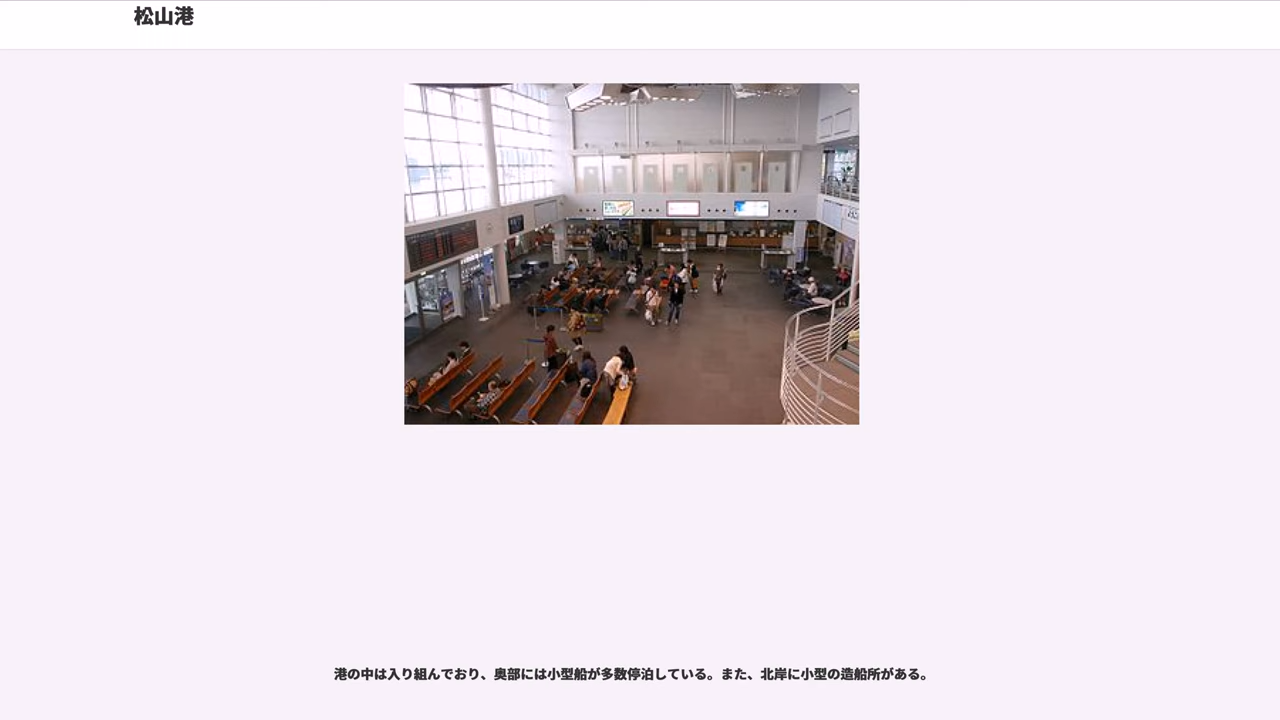 松山港
港の中は入り組んでおり、奥部には小型船が多数停泊している。また、北岸に小型の造船所がある。